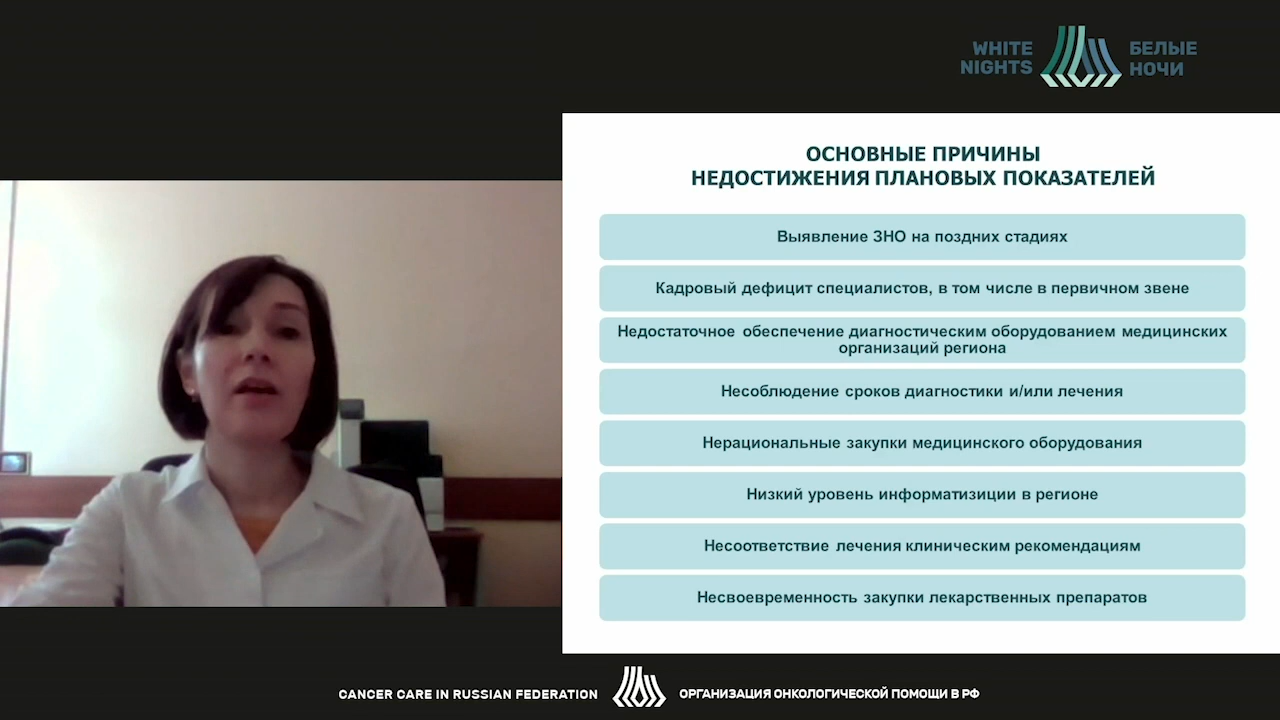 WHITE
NIGHTS
БЕЛЫЕ
НОЧИ
ОСНОВНЫЕ ПРИЧИНЫ
НЕДОСТИЖЕНИЯ ПЛАНОВЫХ ПОКАЗАТЕЛЕЙ
Выявление ЗНО на поздних стадиях
Кадровый дефицит специалистов, в том числе в первичном звене
Недостаточное обеспечение диагностическим оборудованием медицинских
организаций региона
Несоблюдение сроков диагностики и/или лечения
Нерациональные закупки медицинского оборудования
Низкий уровень информатизиции в регионе
Несоответствие лечения клиническим рекомендациям
Несвоевременность закупки лекарственных препаратов
CANCER CARE IN RUSSIAN FEDERATION
ОРГАНИЗАЦИЯ ОНКОЛОГИЧЕСКОЙ ПОМОЩИ В РФ